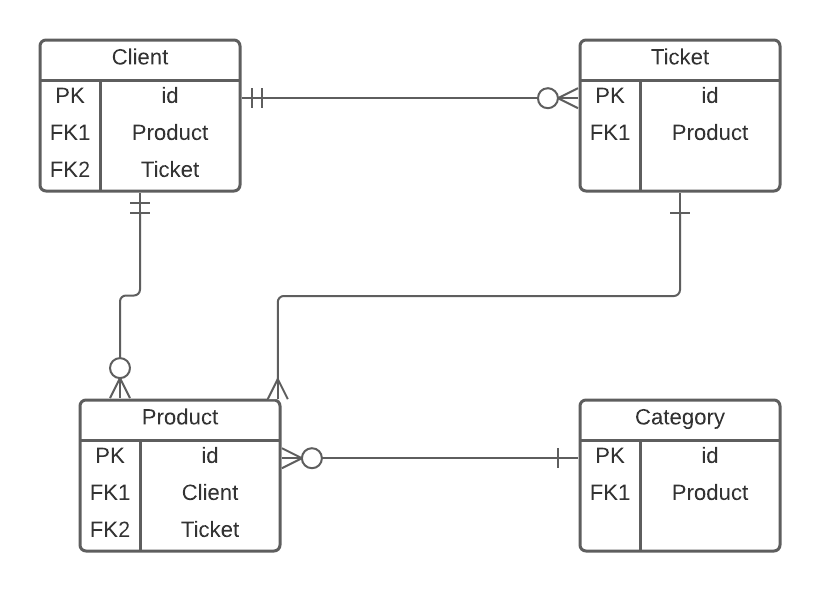 Client
PK id
FK1 Product
FK2 Ticket
Ticket
PK id
FK1 Product
Product
PK id
FK1 Client
FK2 Ticket
Category
PK id
FK1 Product